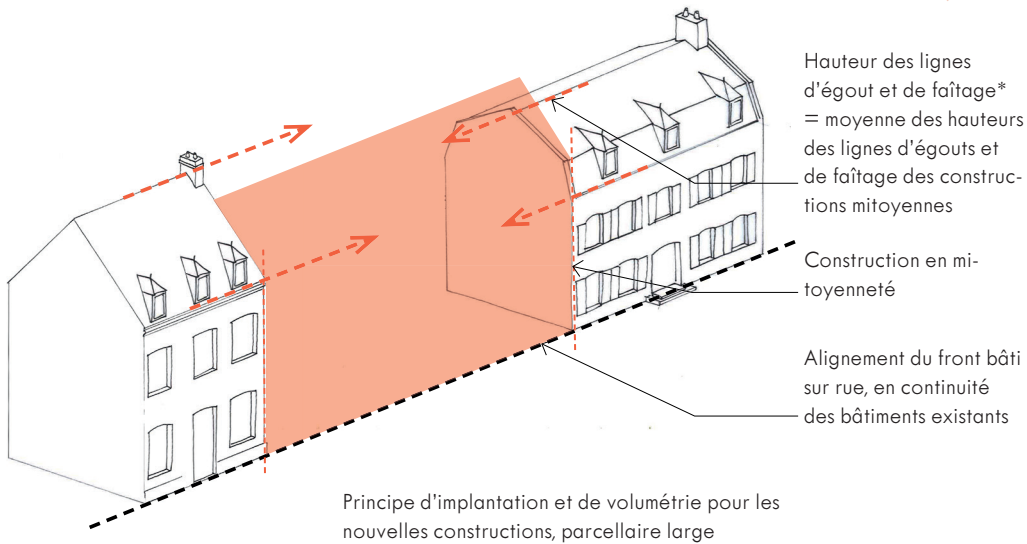 Hauteur des lignes
d'égout et de faîtage*
= moyenne des hauteurs
des lignes d'égouts et
de faîtage des construc-
tions mitoyennes
Construction en mi-
toyenneté
Alignement du front bâti
sur rue, en continuité
des bâtiments existants
Principe d'implantation et de volumétrie pour les
nouvelles constructions, parcellaire large